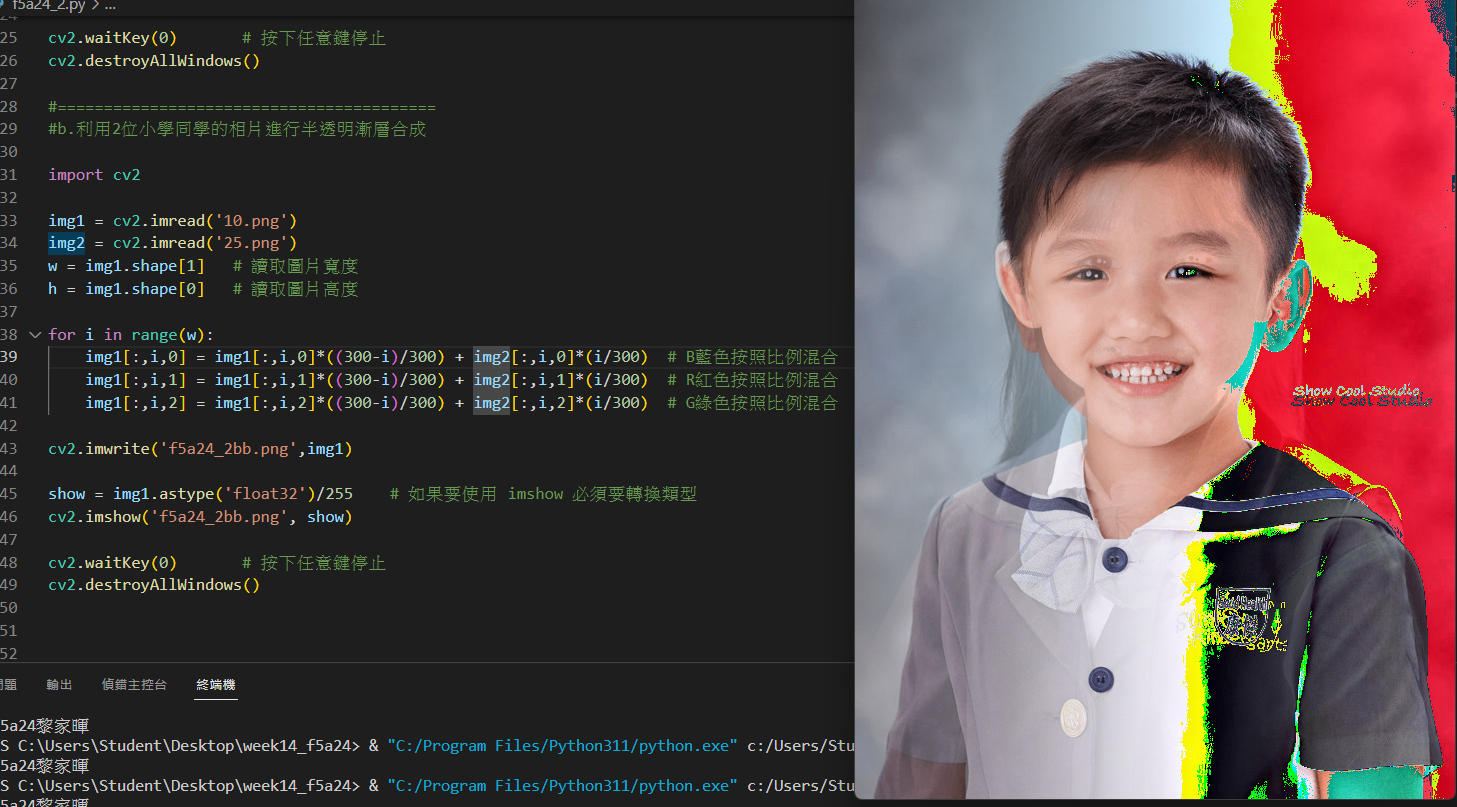 f5a24_2.py > ...
24
25 cv2.waitKey(0) # 按下任意鍵停止
26 cv2.destroyAllWindows()
27
28 #=========================================
29 #b.利用2位小學同學的相片進行半透明漸層合成
30
31 import cv2
32
33 img1 = cv2.imread('10.png')
34 img2 = cv2.imread('25.png')
35 w = img1.shape[1] # 讀取圖片寬度
36 h = img1.shape[0] # 讀取圖片高度
37
38 for i in range(w):
39 img1[:,i,0] = img1[:,i,0]*((300-i)/300) + img2[:,i,0]*(i/300) # B藍色按照比例混合
40 img1[:,i,1] = img1[:,i,1]*((300-i)/300) + img2[:,i,1]*(i/300) # R紅色按照比例混合
41 img1[:,i,2] = img1[:,i,2]*((300-i)/300) + img2[:,i,2]*(i/300) # G綠色按照比例混合
42
43 cv2.imwrite('f5a24_2bb.png',img1)
44
45 show = img1.astype('float32')/255 # 如果要使用 imshow 必須要轉換類型
46 cv2.imshow('f5a24_2bb.png', show)
47
48 cv2.waitKey(0) # 按下任意鍵停止
49 cv2.destroyAllWindows()
50
51
52
題 輸出 偵錯主控台 終端機
5a24黎家暉
S C:\Users\Student\Desktop\week14_f5a24> & "C:/Program Files/Python311/python.exe" c:/Users/Stu
5a24黎家暉
S C:\Users\Student\Desktop\week14_f5a24> & "C:/Program Files/Python311/python.exe" c:/Users/Stu
5a24黎家暉
Show Cool Studio
Show Cool Studio